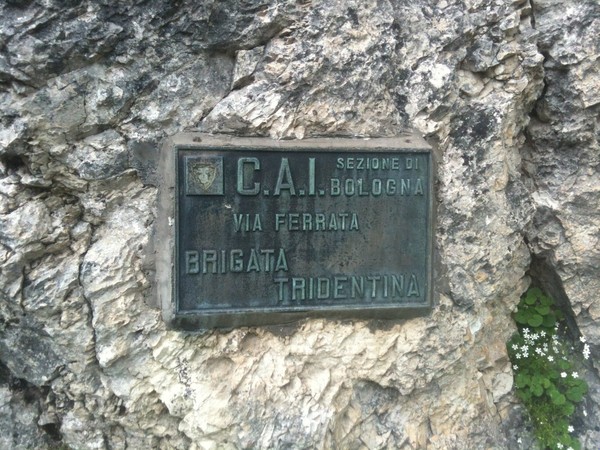 C.A.I. SEZIONE DI
BOLOGNA
VIA FERRATA
BRIGATA
TRIDENTINA